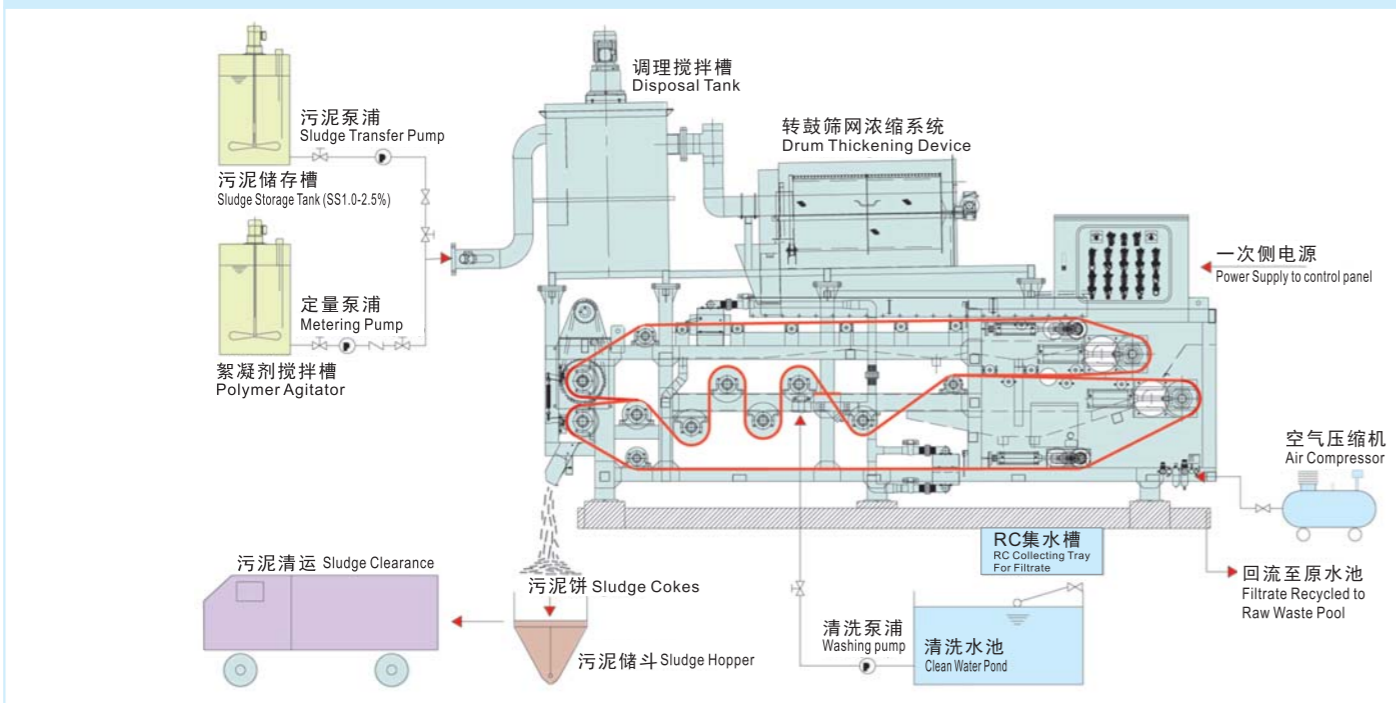 调理搅拌槽
Disposal Tank
污泥泵浦
Sludge Transfer Pump
转鼓筛网浓缩系统
Drum Thickening Device
P
污泥储存槽
Sludge Storage Tank (SS1.0-2.5%)
一次侧电源
Power Supply to control panel
定量泵浦
Metering Pump
P
絮凝剂搅拌槽
Polymer Agitator
空气压缩机
Air Compressor
RC集水槽
RC Collecting Tray
For Filtrate
污泥清运 Sludge Clearance
回流至原水池
Filtrate Recycled to
Raw Waste Pool
污泥饼 Sludge Cokes
清洗泵浦
Washing pump
P
清洗水池
Clean Water Pond
污泥储斗 Sludge Hopper